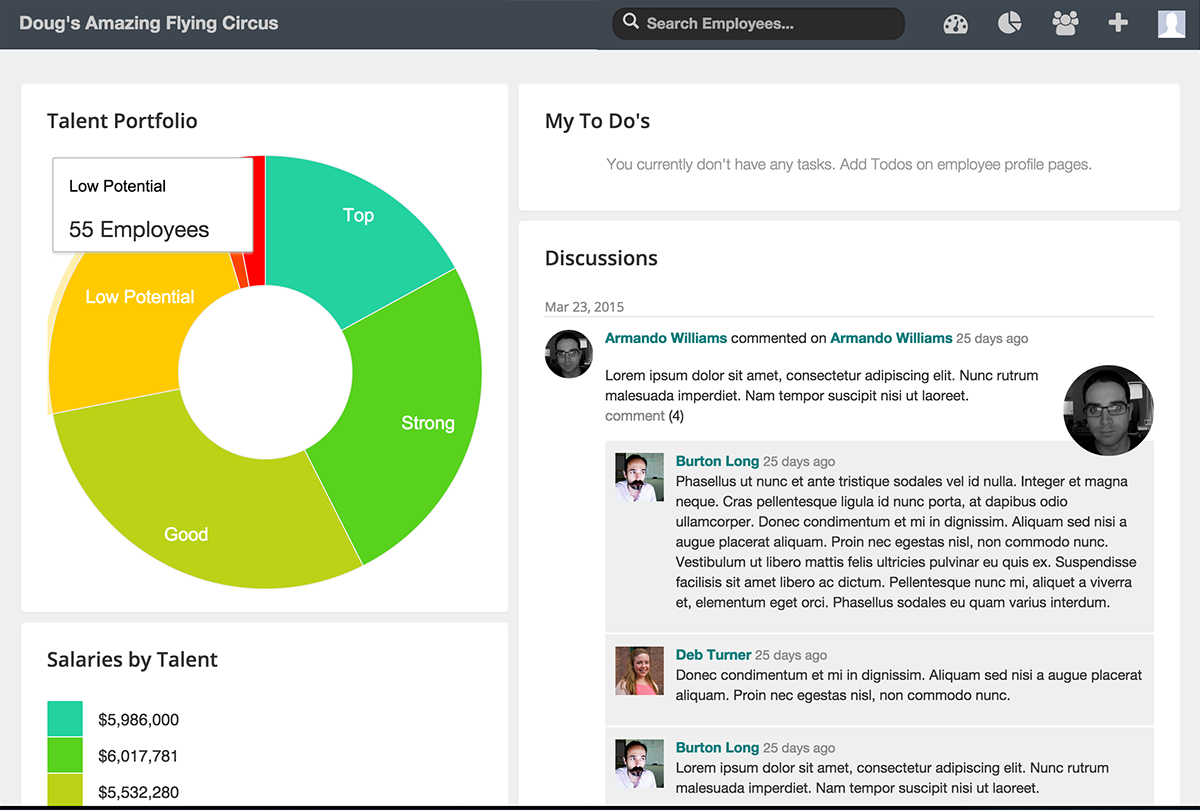 Doug's Amazing Flying Circus
Search Employees...
Talent Portfolio
Low Potential
55 Employees
Top
Low Potential
Strong
Good
Salaries by Talent
$5,986,000
$6,017,781
$5,532,280
My To Do's
You currently don't have any tasks. Add Todos on employee profile pages.
Discussions
Mar 23, 2015
Armando Williams commented on Armando Williams 25 days ago
Lorem ipsum dolor sit amet, consectetur adipiscing elit. Nunc rutrum
malesuada imperdiet. Nam tempor suscipit nisi ut laoreet.
comment (4)
Burton Long 25 days ago
Phasellus ut nunc et ante tristique sodales vel id nulla. Integer et magna
neque. Cras pellentesque ligula id nunc porta, at dapibus odio
ullamcorper. Donec condimentum et mi in dignissim. Aliquam sed nisi a
augue placerat aliquam. Proin nec egestas nisl, non commodo nunc.
Vestibulum ut libero mattis felis ultricies pulvinar eu quis ex. Suspendisse
facilisis sit amet libero ac dictum. Pellentesque nunc mi, aliquet a viverra
et, elementum eget orci. Phasellus sodales eu quam varius interdum.
Deb Turner 25 days ago
Donec condimentum et mi in dignissim. Aliquam sed nisi a augue placerat
aliquam. Proin nec egestas nisl, non commodo nunc.
Burton Long 25 days ago
Lorem ipsum dolor sit amet, consectetur adipiscing elit. Nunc rutrum
malesuada imperdiet. Nam tempor suscipit nisi ut laoreet.